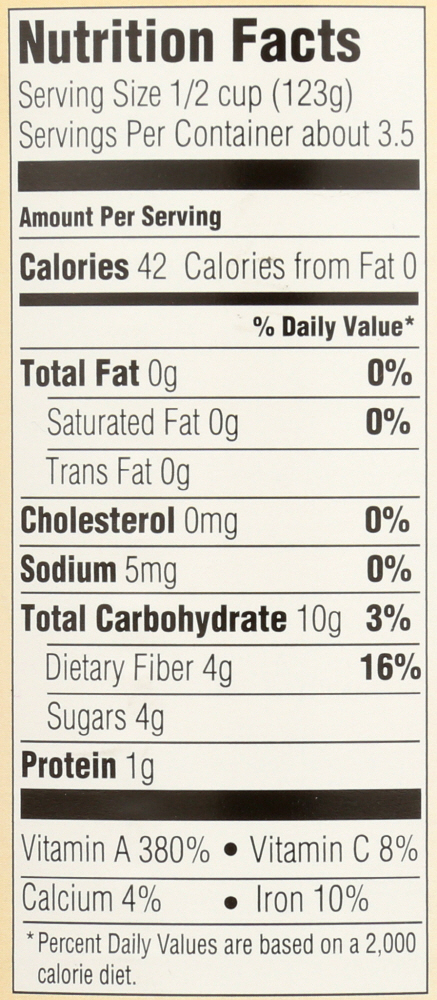 Nutrition Facts
Serving Size 1/2 cup (123g)
Servings Per Container about 3.5
Amount Per Serving
Calories 42 Calories from Fat 0
% Daily Value*
Total Fat 0g 0%
Saturated Fat 0g 0%
Trans Fat 0g
Cholesterol 0mg 0%
Sodium 5mg 0%
Total Carbohydrate 10g 3%
Dietary Fiber 4g 16%
Sugars 4g
Protein 1g
Vitamin A 380% • Vitamin C 8%
Calcium 4% • Iron 10%
*Percent Daily Values are based on a 2,000
calorie diet.